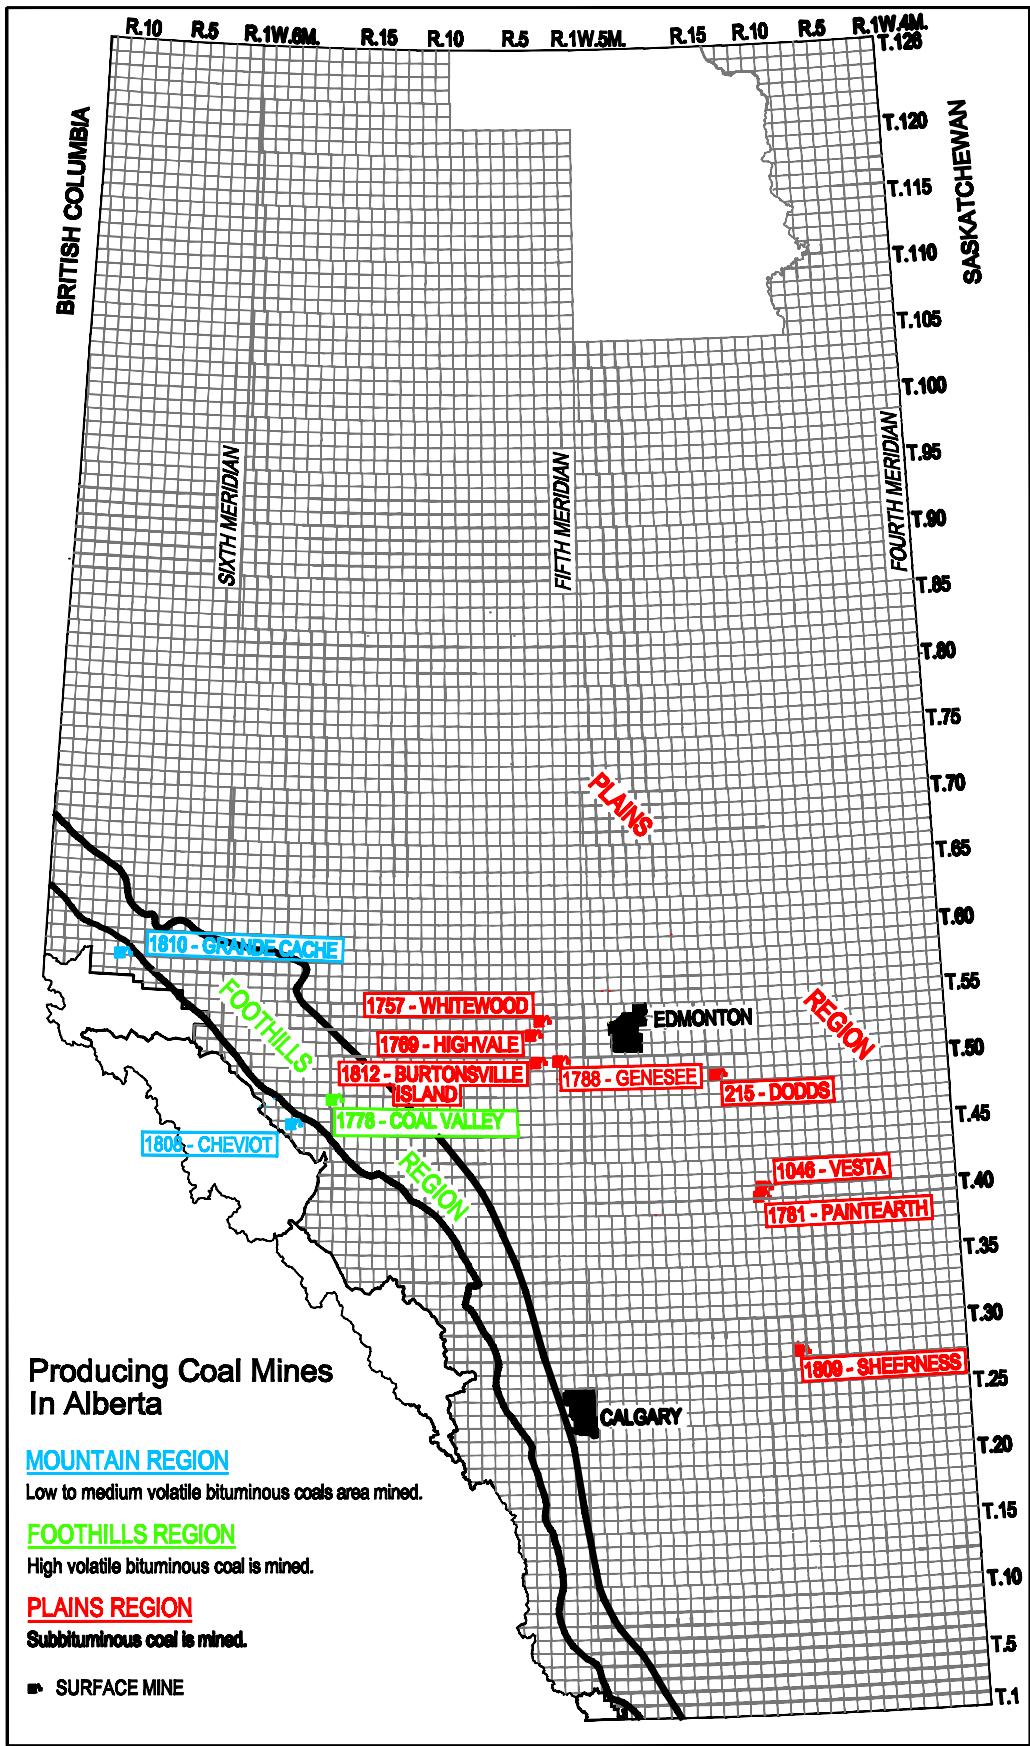 R.10 R.5 R.1W.6M. R.15 R.10 R.5 R.1W.5M. R.15 R.10 R.5 R.1W.4M.
T.126
T.120
T.115
T.110
T.105
T.100
T.95
T.90
T.85
T.80
T.75
T.70
T.65
T.60
T.55
T.50
T.45
T.40
T.35
T.30
T.25
T.20
T.15
T.10
T.5
T.1
BRITISH COLUMBIA
SASKATCHEWAN
SIXTH MERIDIAN
FIFTH MERIDIAN
FOURTH MERIDIAN
PLAINS
REGION
1810 - GRANDE CACHE
FOOTHILLS
REGION
1757 - WHITEWOOD
EDMONTON
1769 - HIGHVALE
1812 - BURTONSVILLE
ISLAND
1788 - GENESEE
215 - DODDS
1778 - COAL VALLEY
1808 - CHEVIOT
1046 - VESTA
1781 - PAINTEARTH
1809 - SHEERNESS
CALGARY
Producing Coal Mines
In Alberta
MOUNTAIN REGION
Low to medium volatile bituminous coals area mined.
FOOTHILLS REGION
High volatile bituminous coal is mined.
PLAINS REGION
Subbituminous coal is mined.
SURFACE MINE